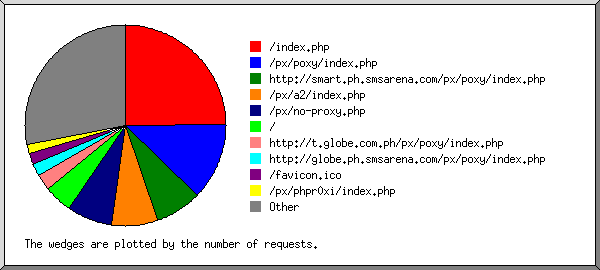 /index.php
/px/poxy/index.php
http://smart.ph.smsarena.com/px/poxy/index.php
/px/a2/index.php
/px/no-proxy.php
/
http://t.globe.com.ph/px/poxy/index.php
http://globe.ph.smsarena.com/px/poxy/index.php
/favicon.ico
/px/phpr0xi/index.php
Other
The wedges are plotted by the number of requests.